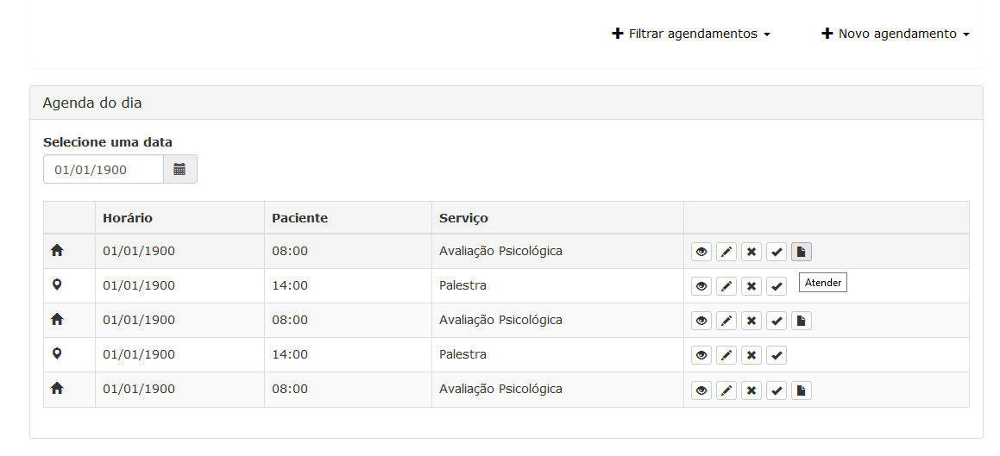 Filtrar agendamentos Novo agendamento
Agenda do dia
Selecione uma data
01/01/1900
Horário Paciente Serviço
01/01/1900 08:00 Avaliação Psicológica
01/01/1900 14:00 Palestra Atender
01/01/1900 08:00 Avaliação Psicológica
01/01/1900 14:00 Palestra
01/01/1900 08:00 Avaliação Psicológica